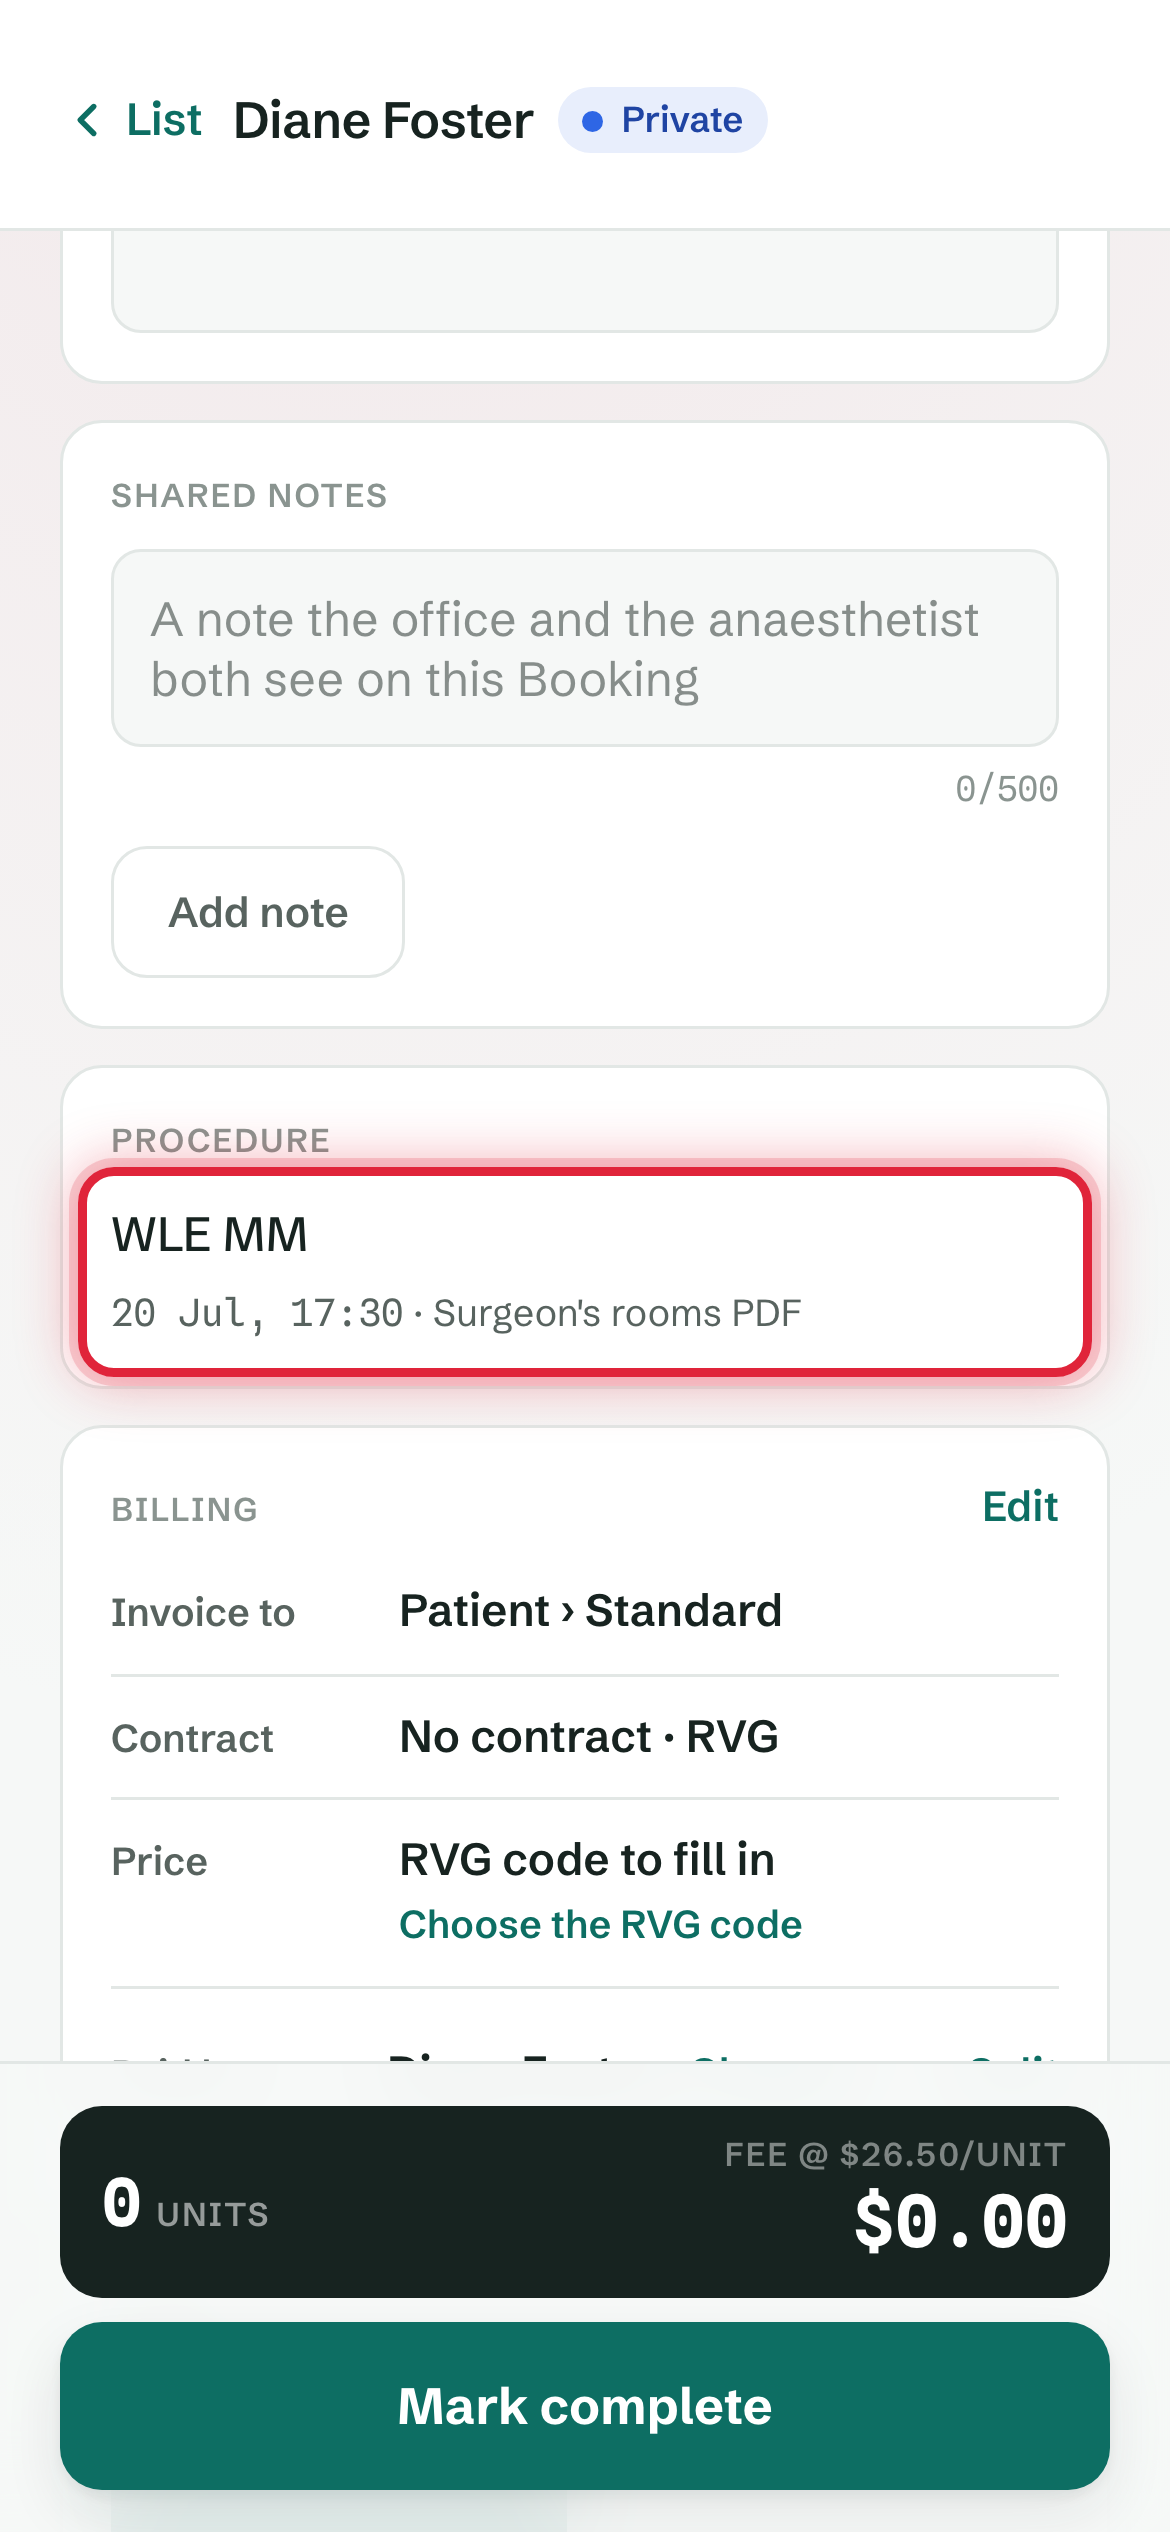 List Diane Foster Private
SHARED NOTES
A note the office and the anaesthetist
both see on this Booking
0/500
Add note
PROCEDURE
WLE MM
20 Jul, 17:30 · Surgeon's rooms PDF
BILLING Edit
Invoice to Patient › Standard
Contract No contract · RVG
Price RVG code to fill in
Choose the RVG code
FEE @ $26.50/UNIT
0 UNITS $0.00
Mark complete